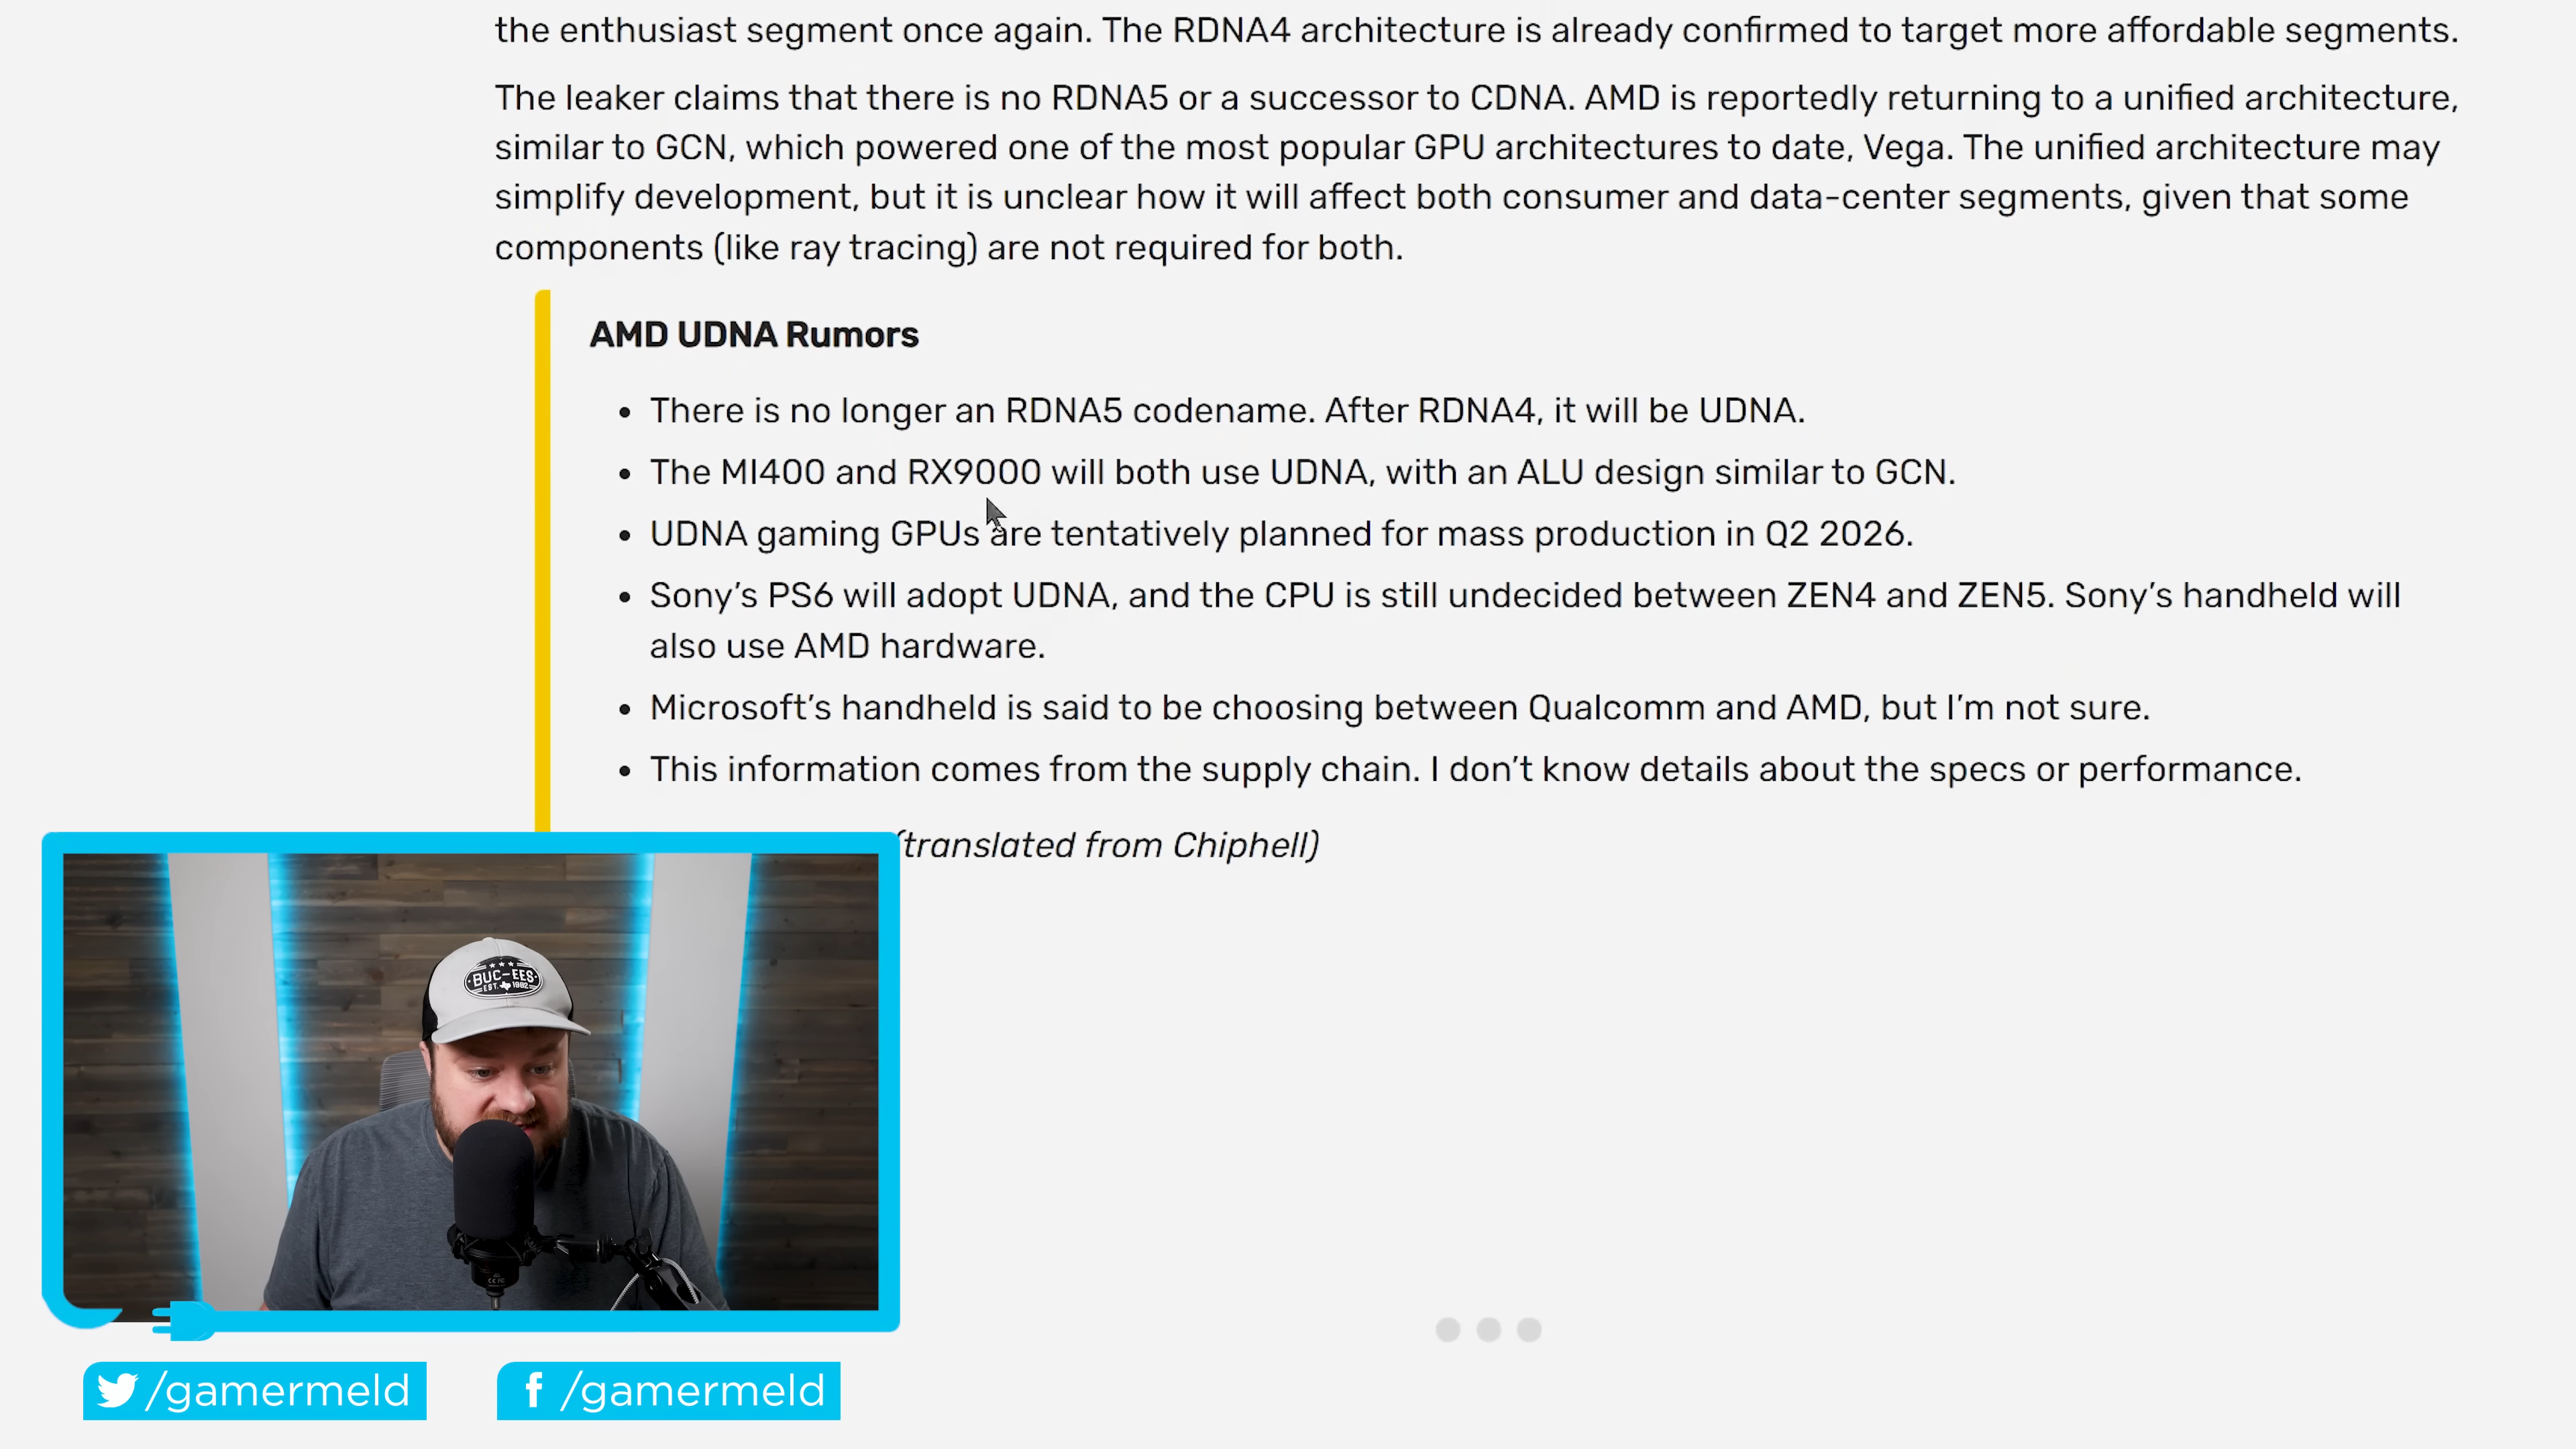 the enthusiast segment once again. The RDNA4 architecture is already confirmed to target more affordable segments.
The leaker claims that there is no RDNA5 or a successor to CDNA. AMD is reportedly returning to a unified architecture,
similar to GCN, which powered one of the most popular GPU architectures to date, Vega. The unified architecture may
simplify development, but it is unclear how it will affect both consumer and data-center segments, given that some
components (like ray tracing) are not required for both.
AMD UDNA Rumors
• There is no longer an RDNA5 codename. After RDNA4, it will be UDNA.
• The MI400 and RX9000 will both use UDNA, with an ALU design similar to GCN.
• UDNA gaming GPUs are tentatively planned for mass production in Q2 2026.
• Sony’s PS6 will adopt UDNA, and the CPU is still undecided between ZEN4 and ZEN5. Sony’s handheld will
also use AMD hardware.
• Microsoft’s handheld is said to be choosing between Qualcomm and AMD, but I’m not sure.
• This information comes from the supply chain. I don’t know details about the specs or performance.
(translated from Chiphell)
BUC-EES
EST. 1982
/gamermeld
f /gamermeld